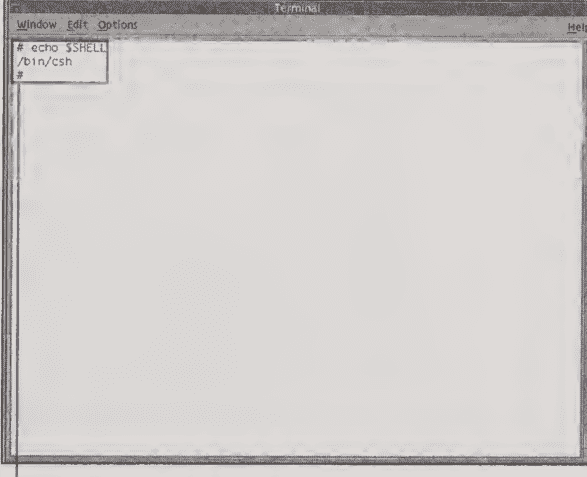 Terminal
Window Edit Options Help
# echo $SHELL
/bin/csh
#